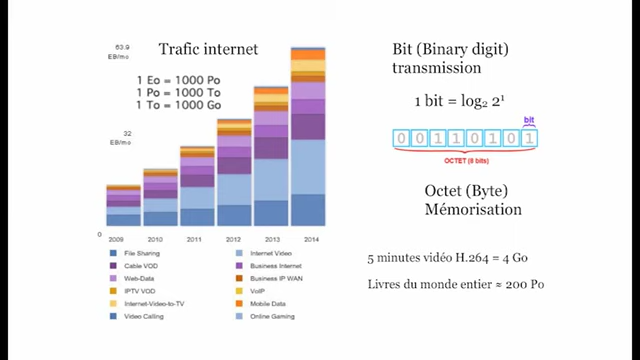 63.9
EB/mo
Trafic internet
1 Eo = 1000 Po
1 Po = 1000 To
1 To = 1000 Go
32
EB/mo
0
2009 2010 2011 2012 2013 2014
File Sharing
Cable VOD
Web-Data
IPTV VOD
Internet-Video-to-TV
Video Calling
Internet Video
Business Internet
Business IP WAN
VoIP
Mobile Data
Online Gaming
Bit (Binary digit)
transmission
1 bit = log₂ 2¹
bit
0 0 1 1 0 1 0 1
OCTET (8 bits)
Octet (Byte)
Mémorisation
5 minutes vidéo H.264 = 4 Go
Livres du monde entier ≈ 200 Po